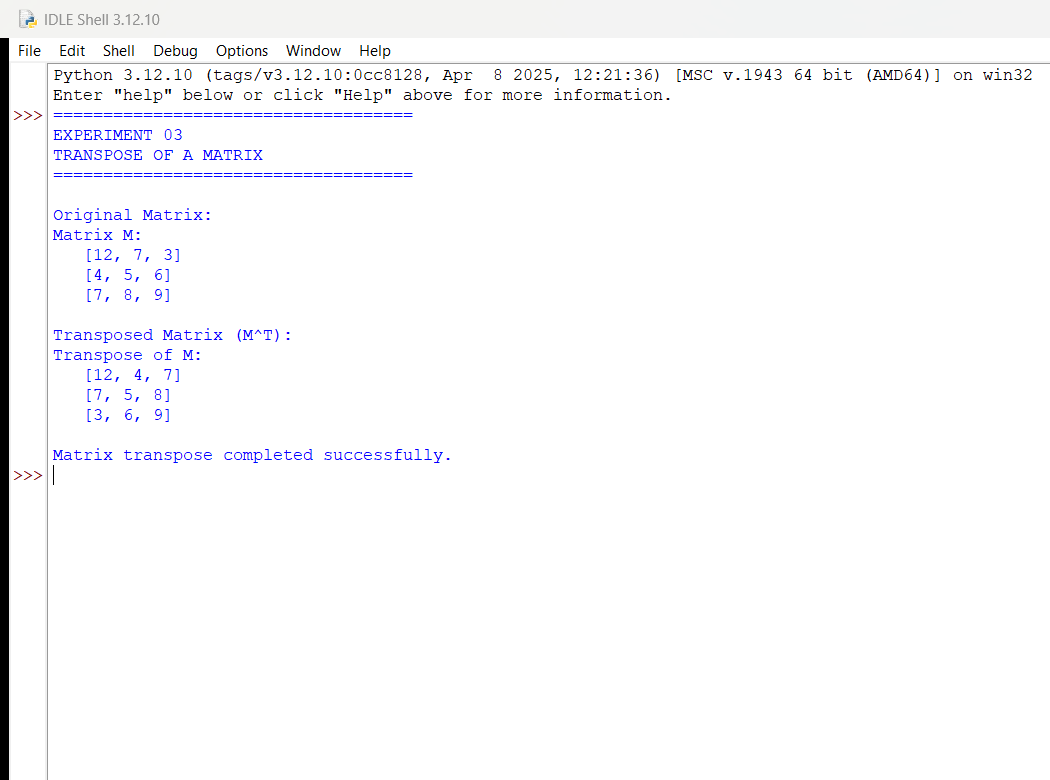 IDLE Shell 3.12.10
File Edit Shell Debug Options Window Help
Python 3.12.10 (tags/v3.12.10:0cc8128, Apr  8 2025, 12:21:36) [MSC v.1943 64 bit (AMD64)] on win32
Enter "help" below or click "Help" above for more information.
>>> ====================================
EXPERIMENT 03
TRANSPOSE OF A MATRIX
====================================
Original Matrix:
Matrix M:
[12, 7, 3]
[4, 5, 6]
[7, 8, 9]
Transposed Matrix (M^T):
Transpose of M:
[12, 4, 7]
[7, 5, 8]
[3, 6, 9]
Matrix transpose completed successfully.
>>>